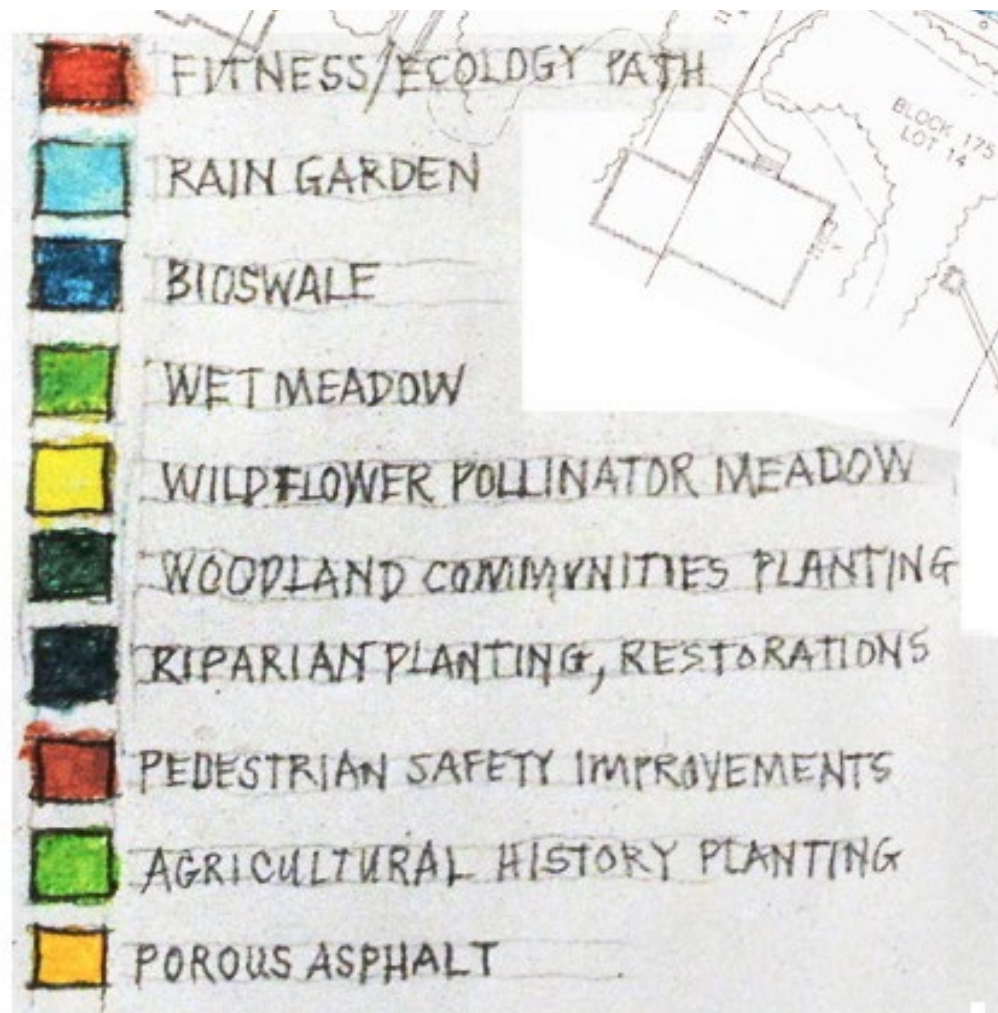 FITNESS/ECOLOGY PATH
BLOCK 175
LOT 14
RAIN GARDEN
BIOSWALE
WET MEADOW
WILDFLOWER POLLINATOR MEADOW
WOODLAND COMMUNITIES PLANTING
RIPARIAN PLANTING, RESTORATIONS
PEDESTRIAN SAFETY IMPROVEMENTS
AGRICULTURAL HISTORY PLANTING
POROUS ASPHALT